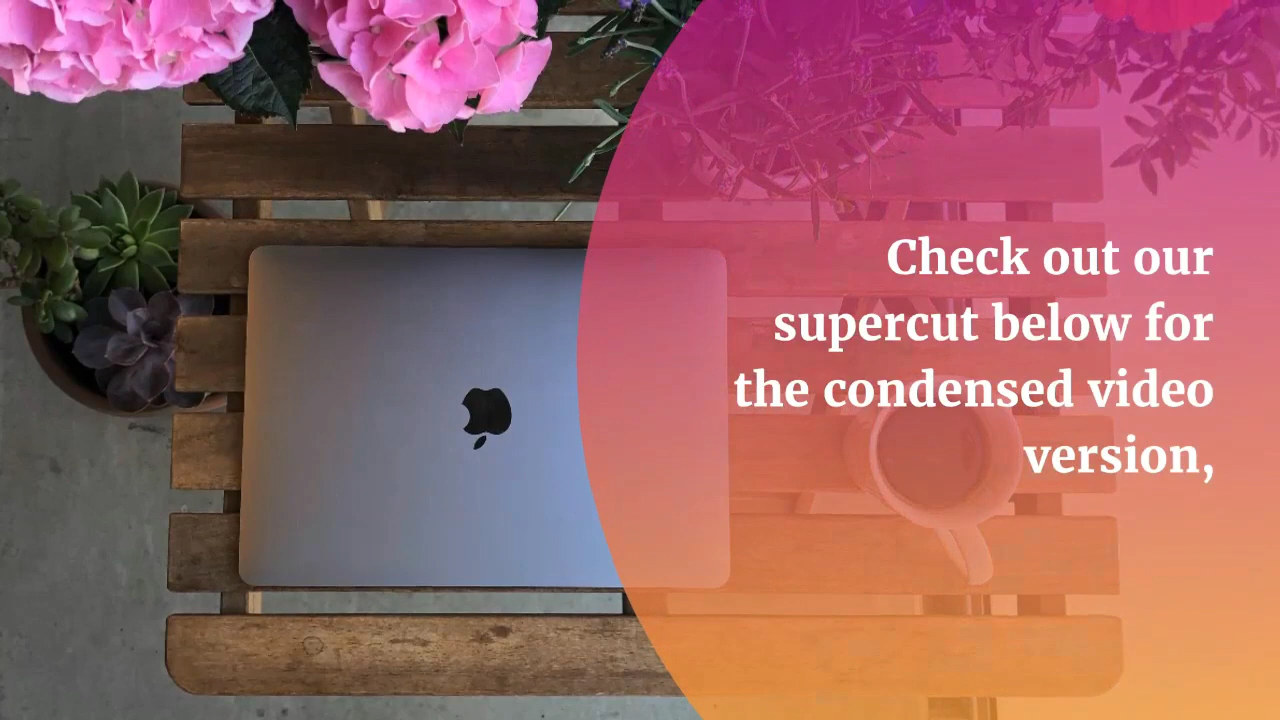 Check out our
supercut below for
the condensed video
version,